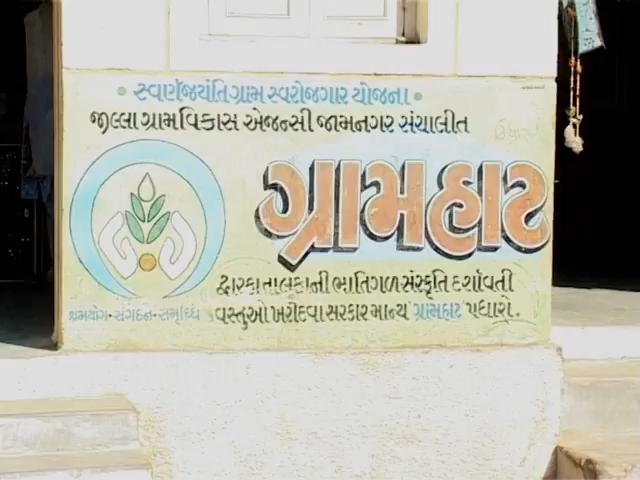 સ્વર્ણજયંતિ ગ્રામ સ્વરોજગાર યોજના
જીલ્લા ગ્રામ વિકાસ એજન્સી જામનગર સંચાલીત
ગ્રામહાટ
દ્વારકા તાલુકાની ભાતિગળ સંસ્કૃતિ દર્શાવતી
વસ્તુઓ ખરીદવા સરકાર માન્ય ગ્રામહાટ પધારો.
શ્રમયોગ • સંગઠન • સમૃધ્ધિ